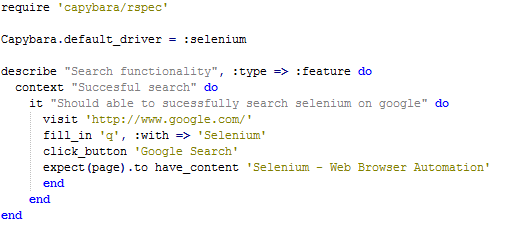 require 'capybara/rspec'

Capybara.default_driver = :selenium

describe "Search functionality", :type => :feature do
  context "Succesful search" do
    it "Should able to sucessfully search selenium on google" do
      visit 'http://www.google.com/'
      fill_in 'q', :with => 'Selenium'
      click_button 'Google Search'
      expect(page).to have_content 'Selenium - Web Browser Automation'
      end
    end
end